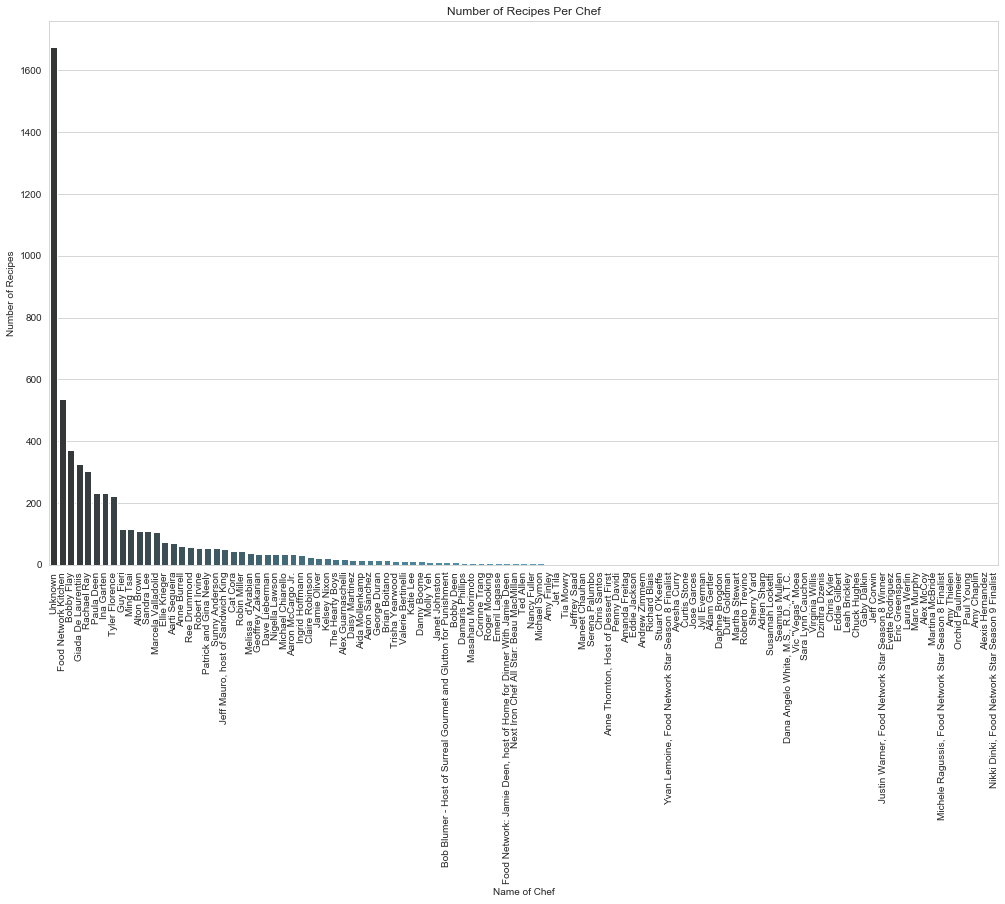 Number of Recipes Per Chef
Number of Recipes
1600
1400
1200
1000
800
600
400
200
0
Unknown
Food Network Kitchen
Bobby Flay
Giada De Laurentiis
Rachael Ray
Paula Deen
Ina Garten
Tyler Florence
Guy Fieri
Ming Tsai
Alton Brown
Sandra Lee
Marcela Valladolid
Ellie Krieger
Aarti Sequeira
Anne Burrell
Ree Drummond
Robert Irvine
Patrick and Gina Neely
Sunny Anderson
Jeff Mauro, host of Sandwich King
Cat Cora
Robin Miller
Melissa d'Arabian
Geoffrey Zakarian
Dave Lieberman
Nigella Lawson
Michael Chiarello
Aaron McCargo Jr.
Ingrid Hoffmann
Claire Robinson
Jamie Oliver
Kelsey Nixon
The Hearty Boys
Alex Guarnaschelli
Daisy Martinez
Aida Mollenkamp
Aaron Sanchez
George Duran
Brian Boitano
Trisha Yearwood
Valerie Bertinelli
Katie Lee
Danny Boome
Molly Yeh
Janet Johnston
Bob Blumer - Host of Surreal Gourmet and Glutton for Punishment
Bobby Deen
Damaris Phillips
Masaharu Morimoto
Corinne Trang
Roger Mooking
Emeril Lagasse
Food Network: Jamie Deen, host of Home for Dinner With Jamie Deen
Next Iron Chef All Star: Beau MacMillan
Ted Allen
Nancy Fuller
Michael Symon
Amy Finley
Jet Tila
Tia Mowry
Jeffrey Saad
Maneet Chauhan
Serena Palumbo
Chris Santos
Anne Thornton, Host of Dessert First
Penny Davidi
Amanda Freitag
Eddie Jackson
Andrew Zimmern
Richard Blais
Stuart O'Keeffe
Yvan Lemoine, Food Network Star Season 8 Finalist
Ayesha Curry
Curtis Stone
Jose Garces
Jyll Everman
Adam Gertler
Daphne Brogdon
Duff Goldman
Martha Stewart
Roberto Trevino
Sherry Yard
Adrien Sharp
Susannah Locketti
Seamus Mullen
Dana Angelo White, M.S., R.D., A.T.C.
Vic "Vegas" Moea
Virginia Willis
Sara Lynn Cauchon
Dzintra Dzenis
Chris Kyler
Eddie Gilbert
Leah Brickley
Chuck Hughes
Gaby Dalkin
Jeff Corwin
Justin Warner, Food Network Star Season 8 Winner
Evette Rodriguez
Eric Greenspan
Laura Werlin
Marc Murphy
Alexa McCoy
Martina McBride
Michele Ragussis, Food Network Star Season 8 Finalist
Amy Thielen
Orchid Paulmeier
Paul Young
Amy Chaplin
Alexis Hernandez
Nikki Dinki, Food Network Star Season 9 Finalist
Name of Chef